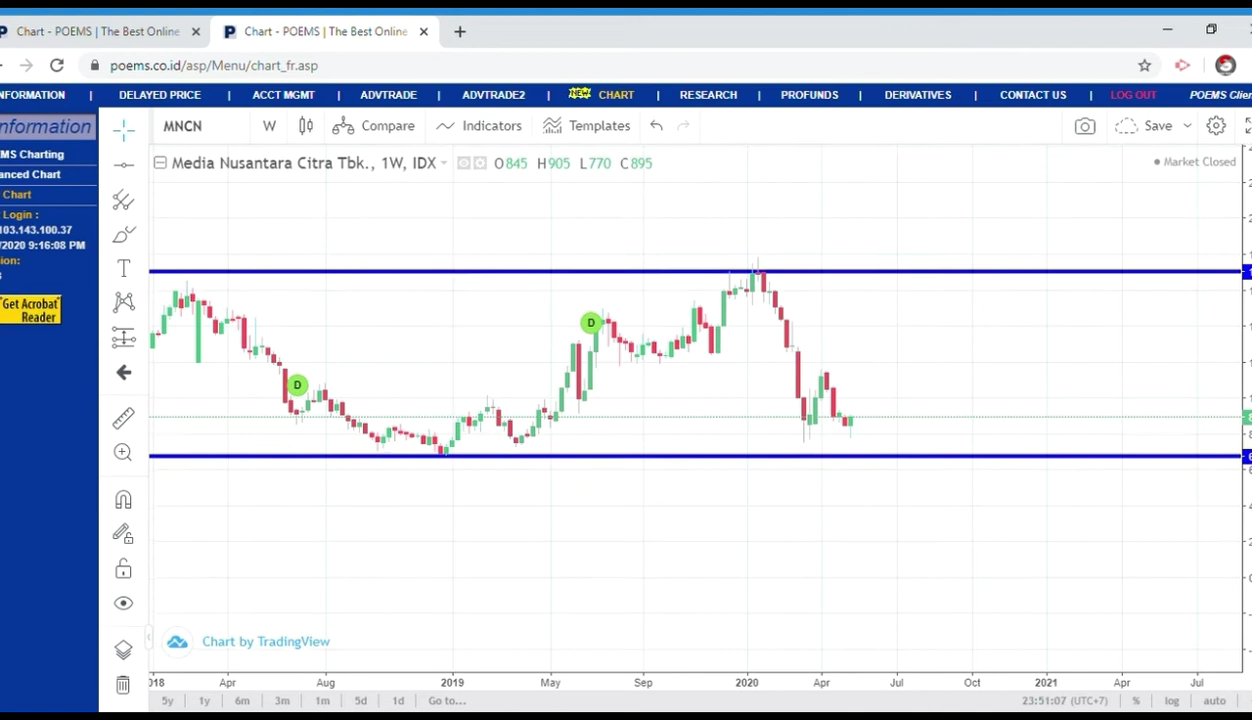 Chart - POEMS | The Best Online
Chart - POEMS | The Best Online
poems.co.id/asp/Menu/chart_fr.asp
NFORMATION | DELAYED PRICE | ACCT MGMT | ADVTRADE | ADVTRADE2 | NEW CHART | RESEARCH | PROFUNDS | DERIVATIVES | CONTACT US | LOG OUT POEMS Clien
nformation
MS Charting
anced Chart
Chart
Login :
103.143.100.37
/2020 9:16:08 PM
ion:
Get Acrobat
Reader
MNCN W Compare Indicators Templates Save
Media Nusantara Citra Tbk., 1W, IDX O845 H905 L770 C895
Market Closed
D
D
T
Chart by TradingView
018 Apr Aug 2019 May Sep 2020 Apr Jul Oct 2021 Apr Jul
5y 1y 6m 3m 1m 5d 1d Go to... 23:51:07 (UTC+7) % log auto